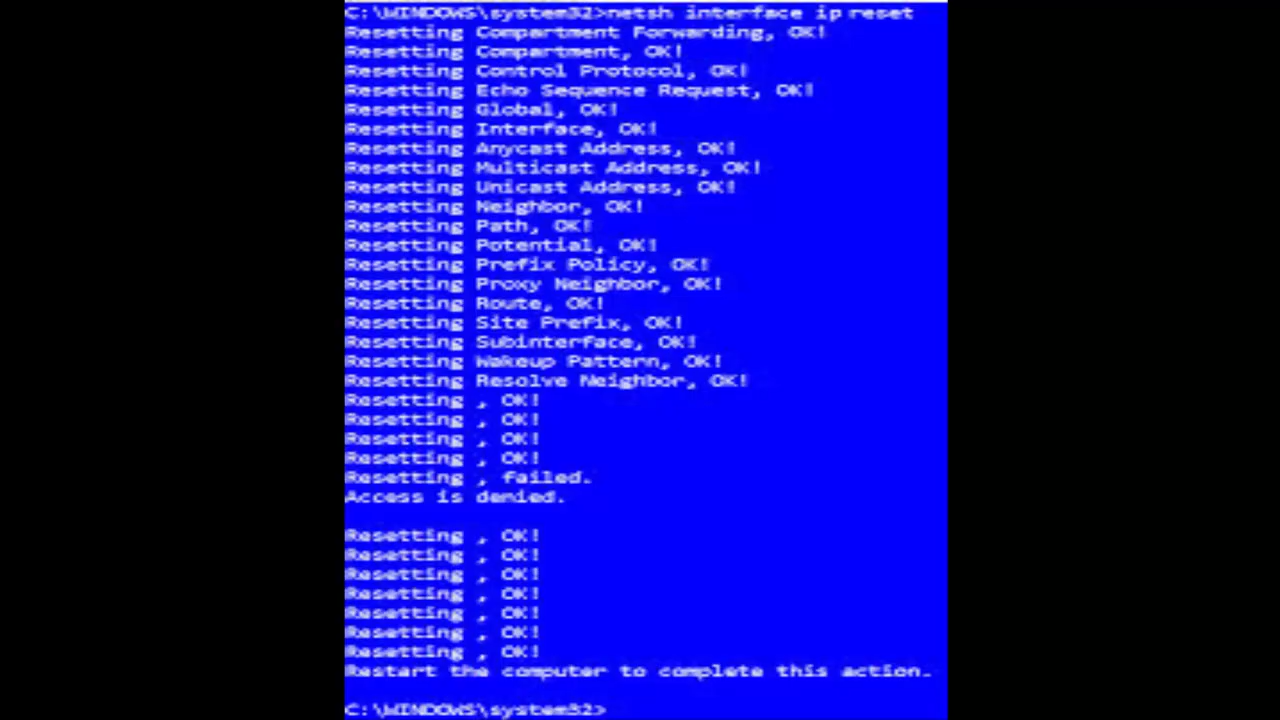 C:\WINDOWS\system32>netsh interface ip reset
Resetting Compartment Forwarding, OK!
Resetting Compartment, OK!
Resetting Control Protocol, OK!
Resetting Echo Sequence Request, OK!
Resetting Global, OK!
Resetting Interface, OK!
Resetting Anycast Address, OK!
Resetting Multicast Address, OK!
Resetting Unicast Address, OK!
Resetting Neighbor, OK!
Resetting Path, OK!
Resetting Potential, OK!
Resetting Prefix Policy, OK!
Resetting Proxy Neighbor, OK!
Resetting Route, OK!
Resetting Site Prefix, OK!
Resetting Subinterface, OK!
Resetting Wakeup Pattern, OK!
Resetting Resolve Neighbor, OK!
Resetting , OK!
Resetting , OK!
Resetting , OK!
Resetting , OK!
Resetting , failed.
Access is denied.
Resetting , OK!
Resetting , OK!
Resetting , OK!
Resetting , OK!
Resetting , OK!
Resetting , OK!
Resetting , OK!
Restart the computer to complete this action.
C:\WINDOWS\system32>